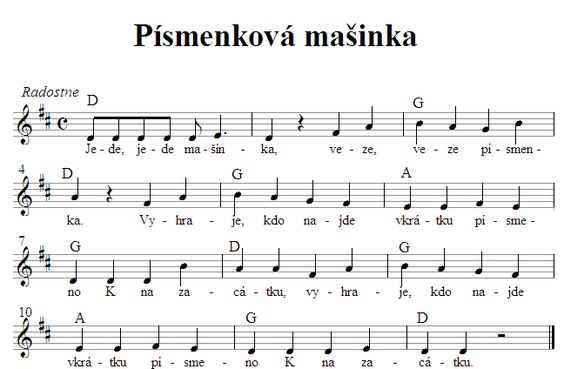 Písmenková mašinka
Radostne
D G
Je - de, je - de ma - šin - ka, ve - ze, ve - ze pi - smen -
4
D G A
ka. Vy - hra - je, kdo na - jde vkrá - tku pi - sme -
7
G D G
no K na za - cá - tku, vy - hra - je, kdo na - jde
10
A G D
vkrá - tku pi - sme - no K na za - cá - tku.